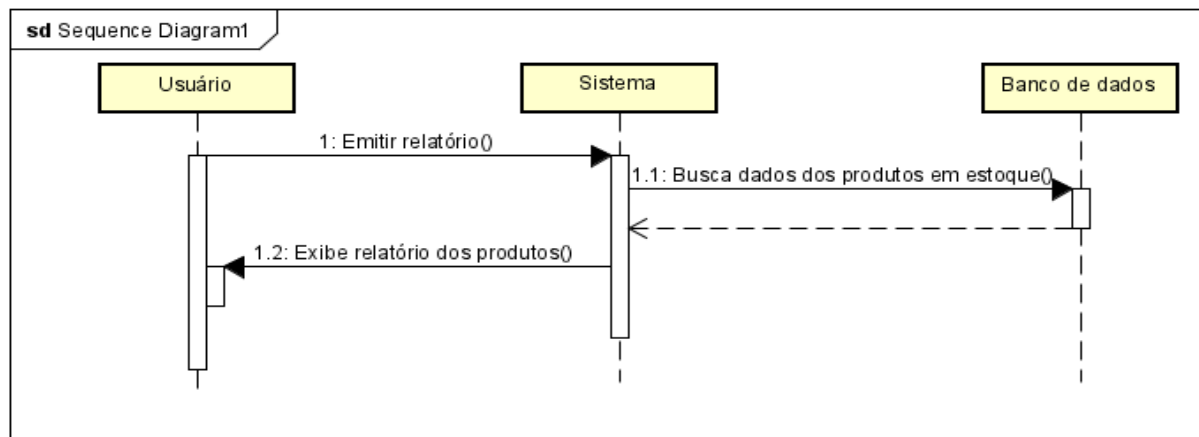 sd Sequence Diagram1
Usuário
Sistema
Banco de dados
1: Emitir relatório()
1.1: Busca dados dos produtos em estoque()
1.2: Exibe relatório dos produtos()